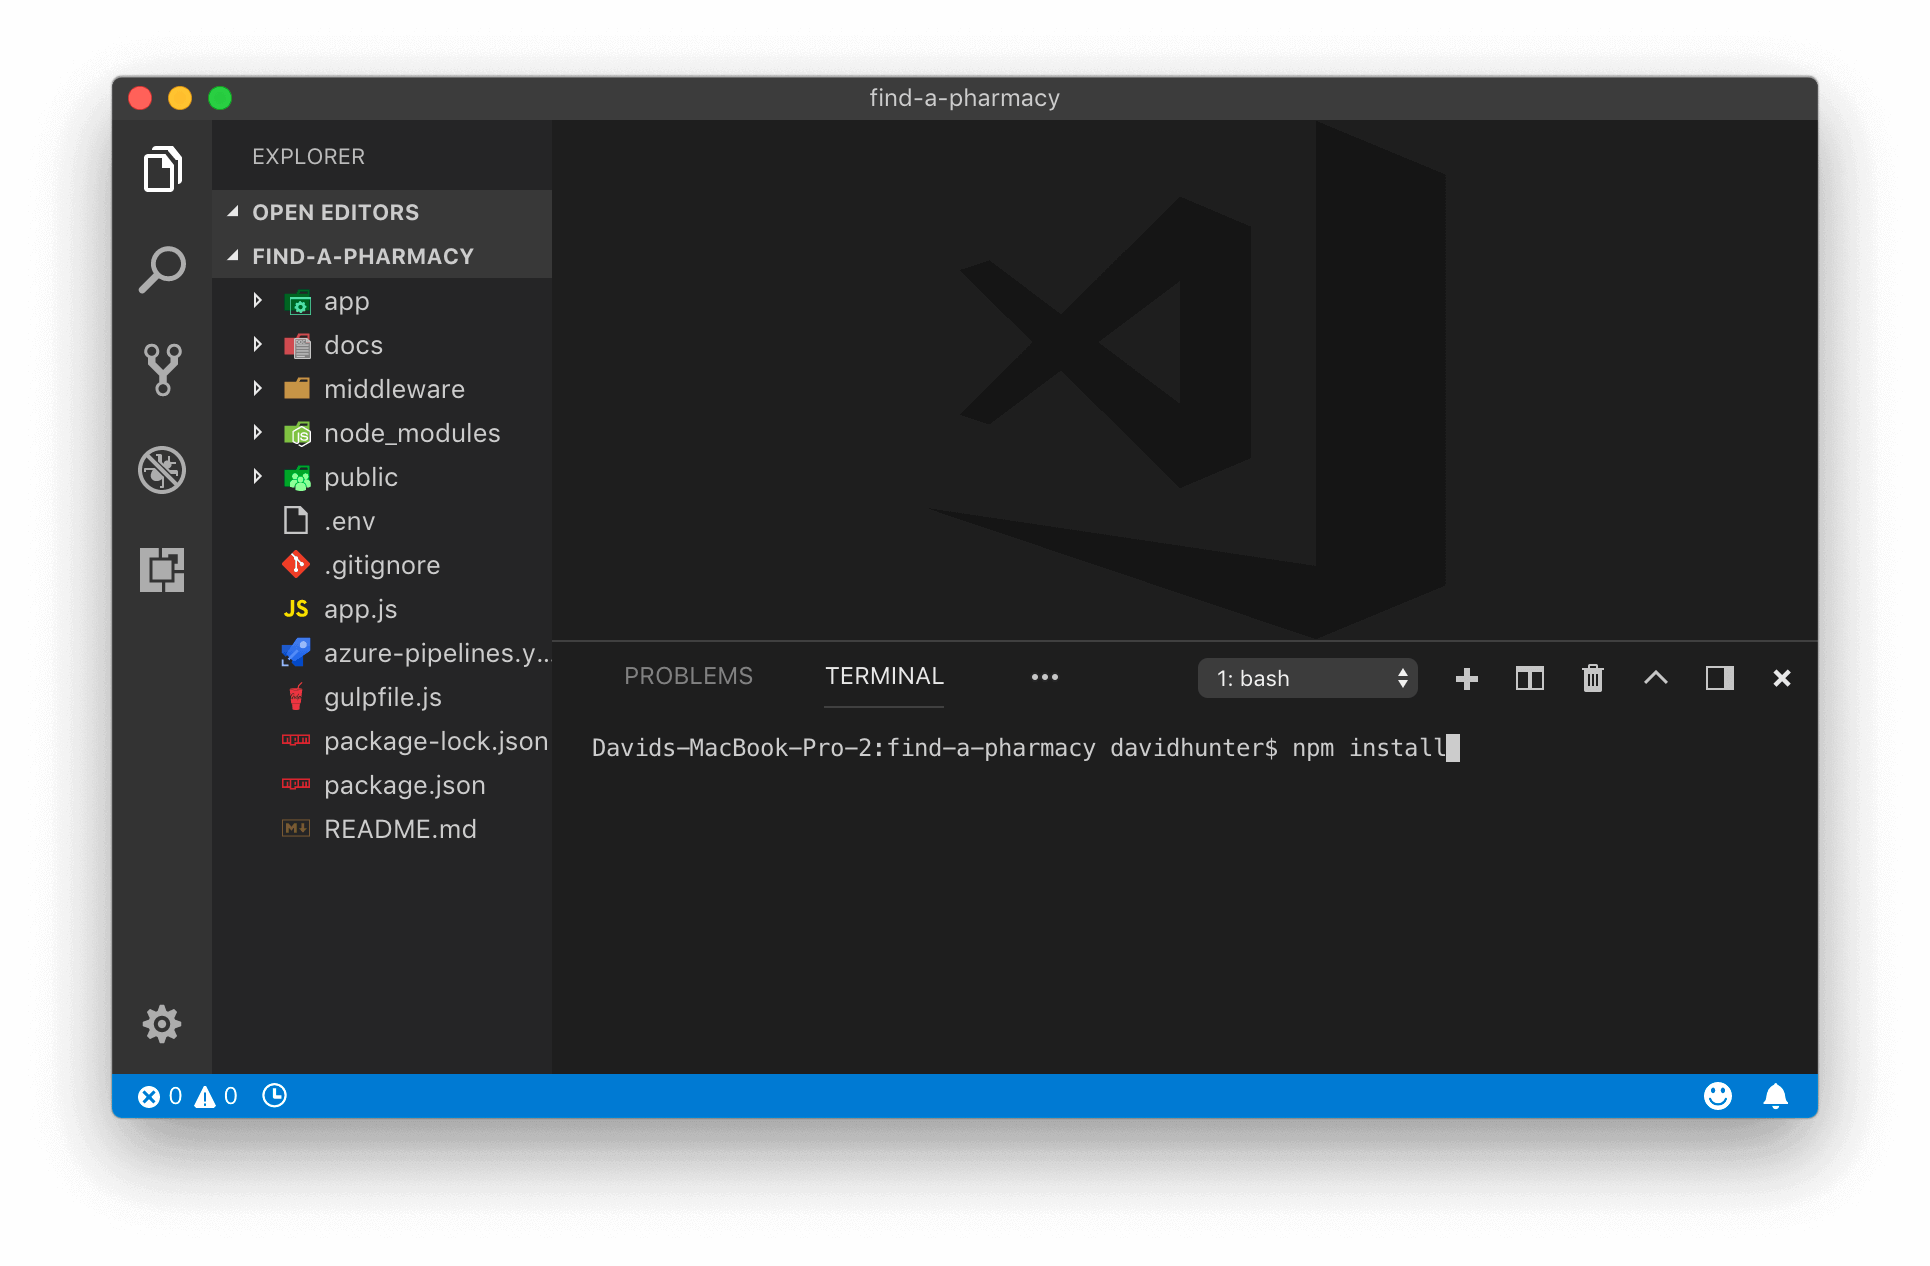 find-a-pharmacy
EXPLORER
OPEN EDITORS
FIND-A-PHARMACY
app
docs
middleware
node_modules
public
.env
.gitignore
JS app.js
azure-pipelines.y...
gulpfile.js
package-lock.json
package.json
README.md
PROBLEMS TERMINAL ••• 1: bash
Davids-MacBook-Pro-2:find-a-pharmacy davidhunter$ npm install
0 0